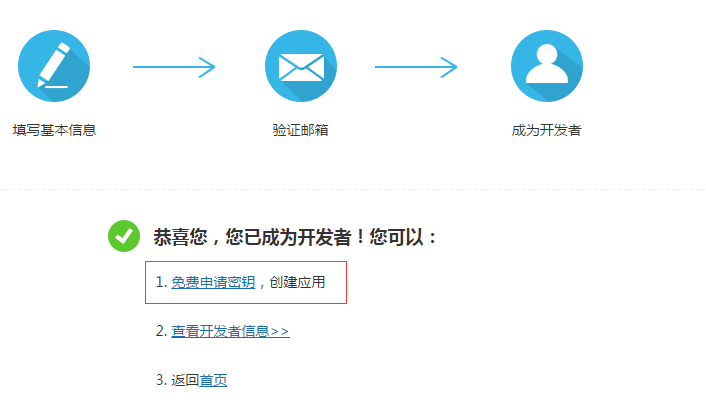 填写基本信息
验证邮箱
成为开发者
恭喜您，您已成为开发者！您可以：
1. 免费申请密钥，创建应用
2. 查看开发者信息>>
3. 返回首页